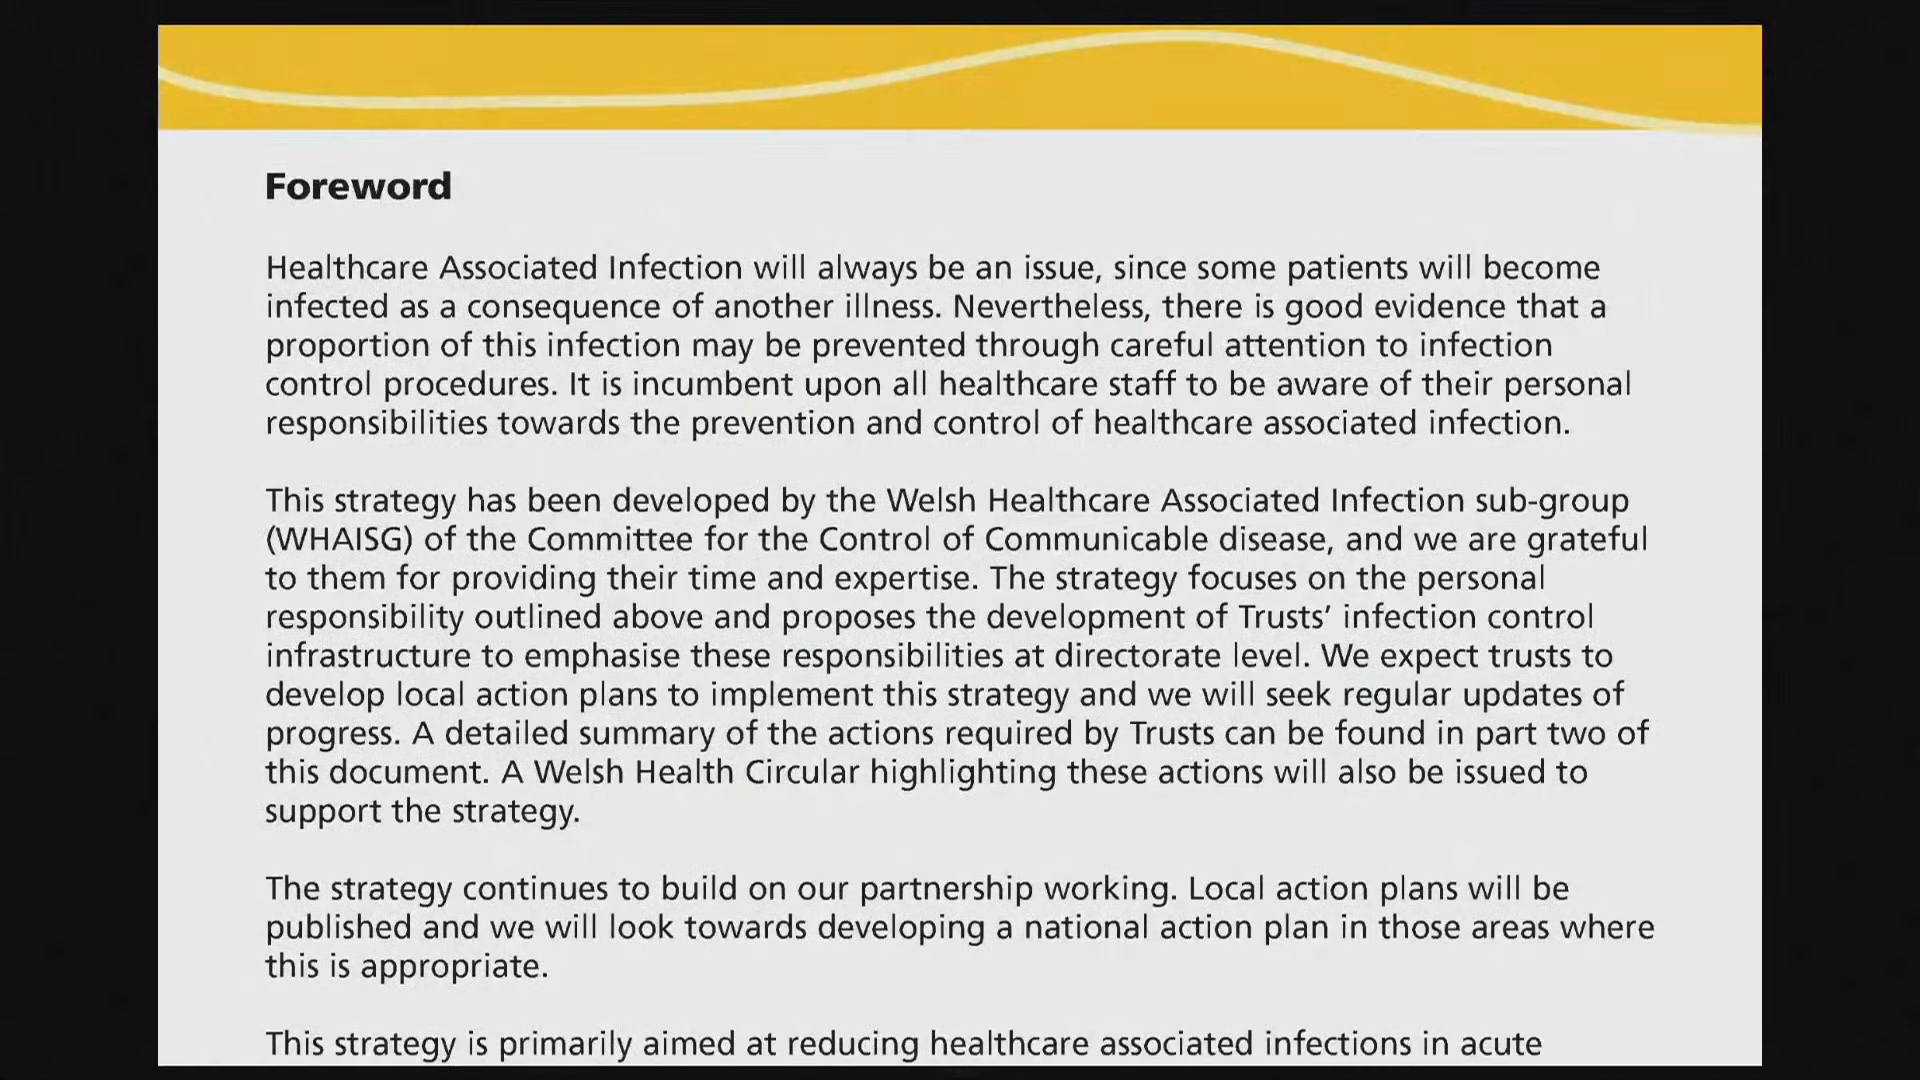 Foreword
Healthcare Associated Infection will always be an issue, since some patients will become
infected as a consequence of another illness. Nevertheless, there is good evidence that a
proportion of this infection may be prevented through careful attention to infection
control procedures. It is incumbent upon all healthcare staff to be aware of their personal
responsibilities towards the prevention and control of healthcare associated infection.
This strategy has been developed by the Welsh Healthcare Associated Infection sub-group
(WHAISG) of the Committee for the Control of Communicable disease, and we are grateful
to them for providing their time and expertise. The strategy focuses on the personal
responsibility outlined above and proposes the development of Trusts’ infection control
infrastructure to emphasise these responsibilities at directorate level. We expect trusts to
develop local action plans to implement this strategy and we will seek regular updates of
progress. A detailed summary of the actions required by Trusts can be found in part two of
this document. A Welsh Health Circular highlighting these actions will also be issued to
support the strategy.
The strategy continues to build on our partnership working. Local action plans will be
published and we will look towards developing a national action plan in those areas where
this is appropriate.
This strategy is primarily aimed at reducing healthcare associated infections in acute